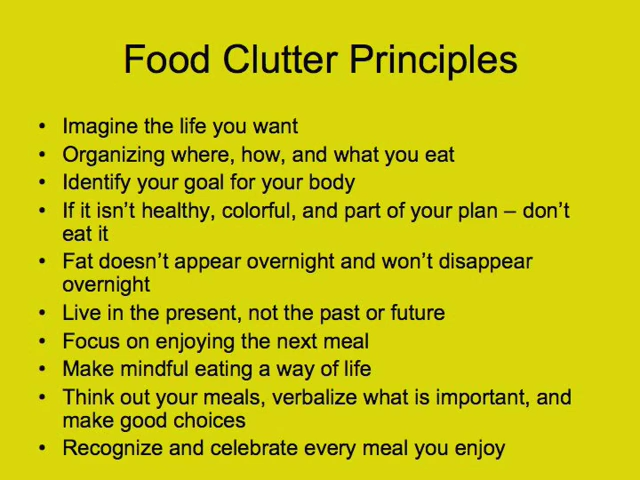 Food Clutter Principles
• Imagine the life you want
• Organizing where, how, and what you eat
• Identify your goal for your body
• If it isn't healthy, colorful, and part of your plan – don't
eat it
• Fat doesn't appear overnight and won't disappear
overnight
• Live in the present, not the past or future
• Focus on enjoying the next meal
• Make mindful eating a way of life
• Think out your meals, verbalize what is important, and
make good choices
• Recognize and celebrate every meal you enjoy